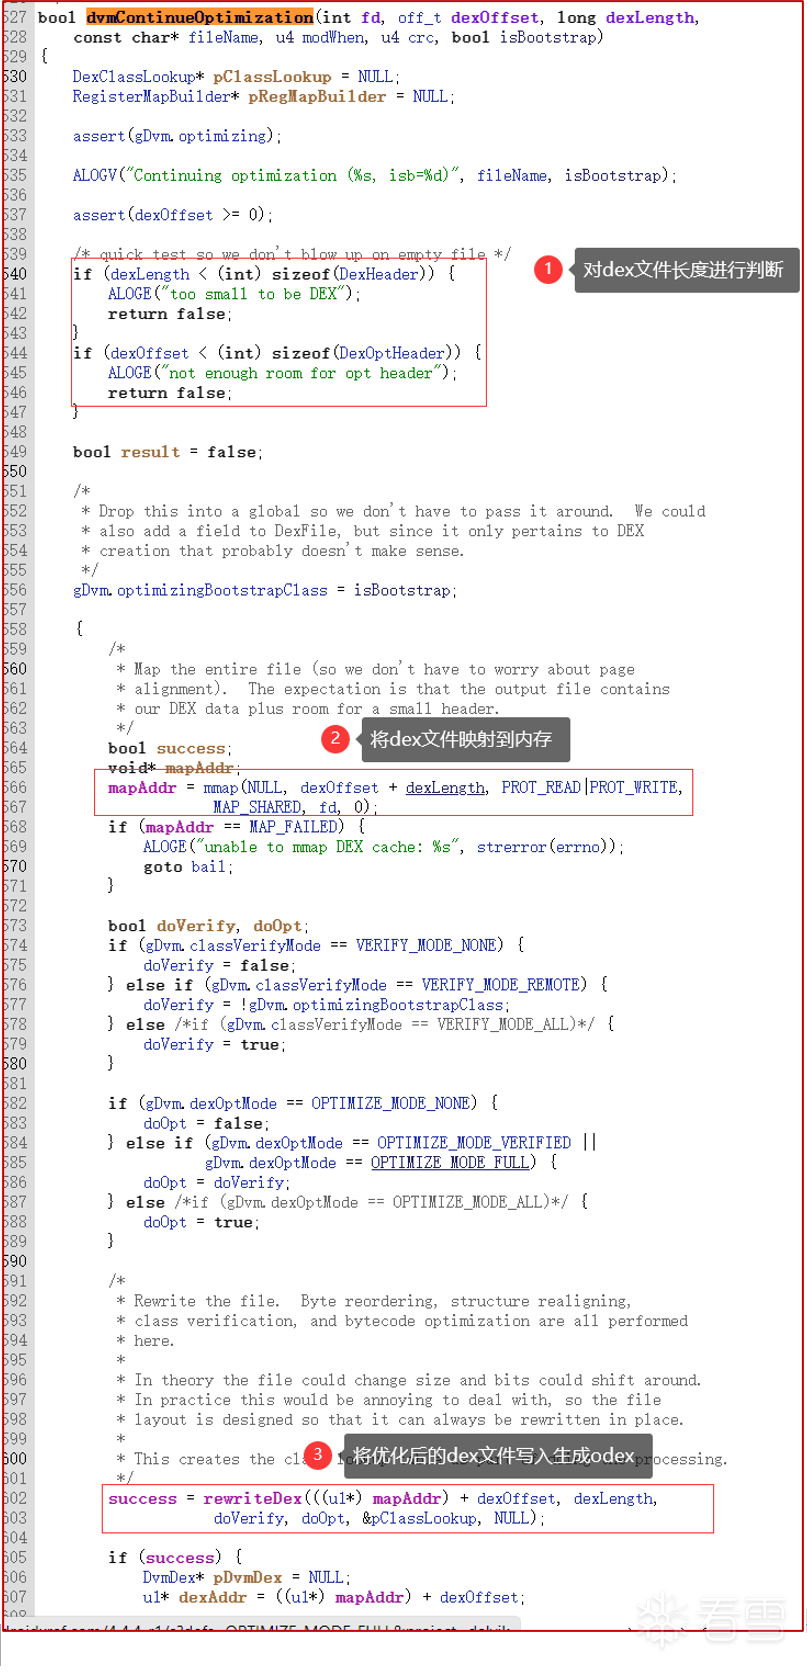 527 bool dvmContinueOptimization(int fd, off_t dexOffset, long dexLength,
528 const char* fileName, u4 modWhen, u4 crc, bool isBootstrap)
529 {
530 DexClassLookup* pClassLookup = NULL;
531 RegisterMapBuilder* pRegMapBuilder = NULL;
532
533 assert(gDvm.optimizing);
534
535 ALOGV("Continuing optimization (%s, isb=%d)", fileName, isBootstrap);
536
537 assert(dexOffset >= 0);
538
539 /* quick test so we don't blow up on empty file */
540 if (dexLength < (int) sizeof(DexHeader)) {
1 对dex文件长度进行判断
541 ALOGE("too small to be DEX");
542 return false;
543 }
544 if (dexOffset < (int) sizeof(DexOptHeader)) {
545 ALOGE("not enough room for opt header");
546 return false;
547 }
548
549 bool result = false;
550
551 /*
552 * Drop this into a global so we don't have to pass it around. We could
553 * also add a field to DexFile, but since it only pertains to DEX
554 * creation that probably doesn't make sense.
555 */
556 gDvm.optimizingBootstrapClass = isBootstrap;
557
558 {
559 /*
560 * Map the entire file (so we don't have to worry about page
561 * alignment). The expectation is that the output file contains
562 * our DEX data plus room for a small header.
563 */
564 bool success;
2 将dex文件映射到内存
565 void* mapAddr;
566 mapAddr = mmap(NULL, dexOffset + dexLength, PROT_READ|PROT_WRITE,
567 MAP_SHARED, fd, 0);
568 if (mapAddr == MAP_FAILED) {
569 ALOGE("unable to mmap DEX cache: %s", strerror(errno));
570 goto bail;
571 }
572
573 bool doVerify, doOpt;
574 if (gDvm.classVerifyMode == VERIFY_MODE_NONE) {
575 doVerify = false;
576 } else if (gDvm.classVerifyMode == VERIFY_MODE_REMOTE) {
577 doVerify = !gDvm.optimizingBootstrapClass;
578 } else /*if (gDvm.classVerifyMode == VERIFY_MODE_ALL)*/ {
579 doVerify = true;
580 }
581
582 if (gDvm.dexOptMode == OPTIMIZE_MODE_NONE) {
583 doOpt = false;
584 } else if (gDvm.dexOptMode == OPTIMIZE_MODE_VERIFIED ||
585 gDvm.dexOptMode == OPTIMIZE_MODE_FULL) {
586 doOpt = doVerify;
587 } else /*if (gDvm.dexOptMode == OPTIMIZE_MODE_ALL)*/ {
588 doOpt = true;
589 }
590
591 /*
592 * Rewrite the file. Byte reordering, structure realigning,
593 * class verification, and bytecode optimization are all performed
594 * here.
595 *
596 * In theory the file could change size and bits could shift around.
597 * In practice this would be annoying to deal with, so the file
598 * layout is designed so that it can always be rewritten in place.
599 *
600 * This creates the processing.
3 将优化后的dex文件写入生成odex
601 */
602 success = rewriteDex(((u1*) mapAddr) + dexOffset, dexLength,
603 doVerify, doOpt, &pClassLookup, NULL);
604
605 if (success) {
606 DvmDex* pDvmDex = NULL;
607 u1* dexAddr = ((u1*) mapAddr) + dexOffset;
看雪